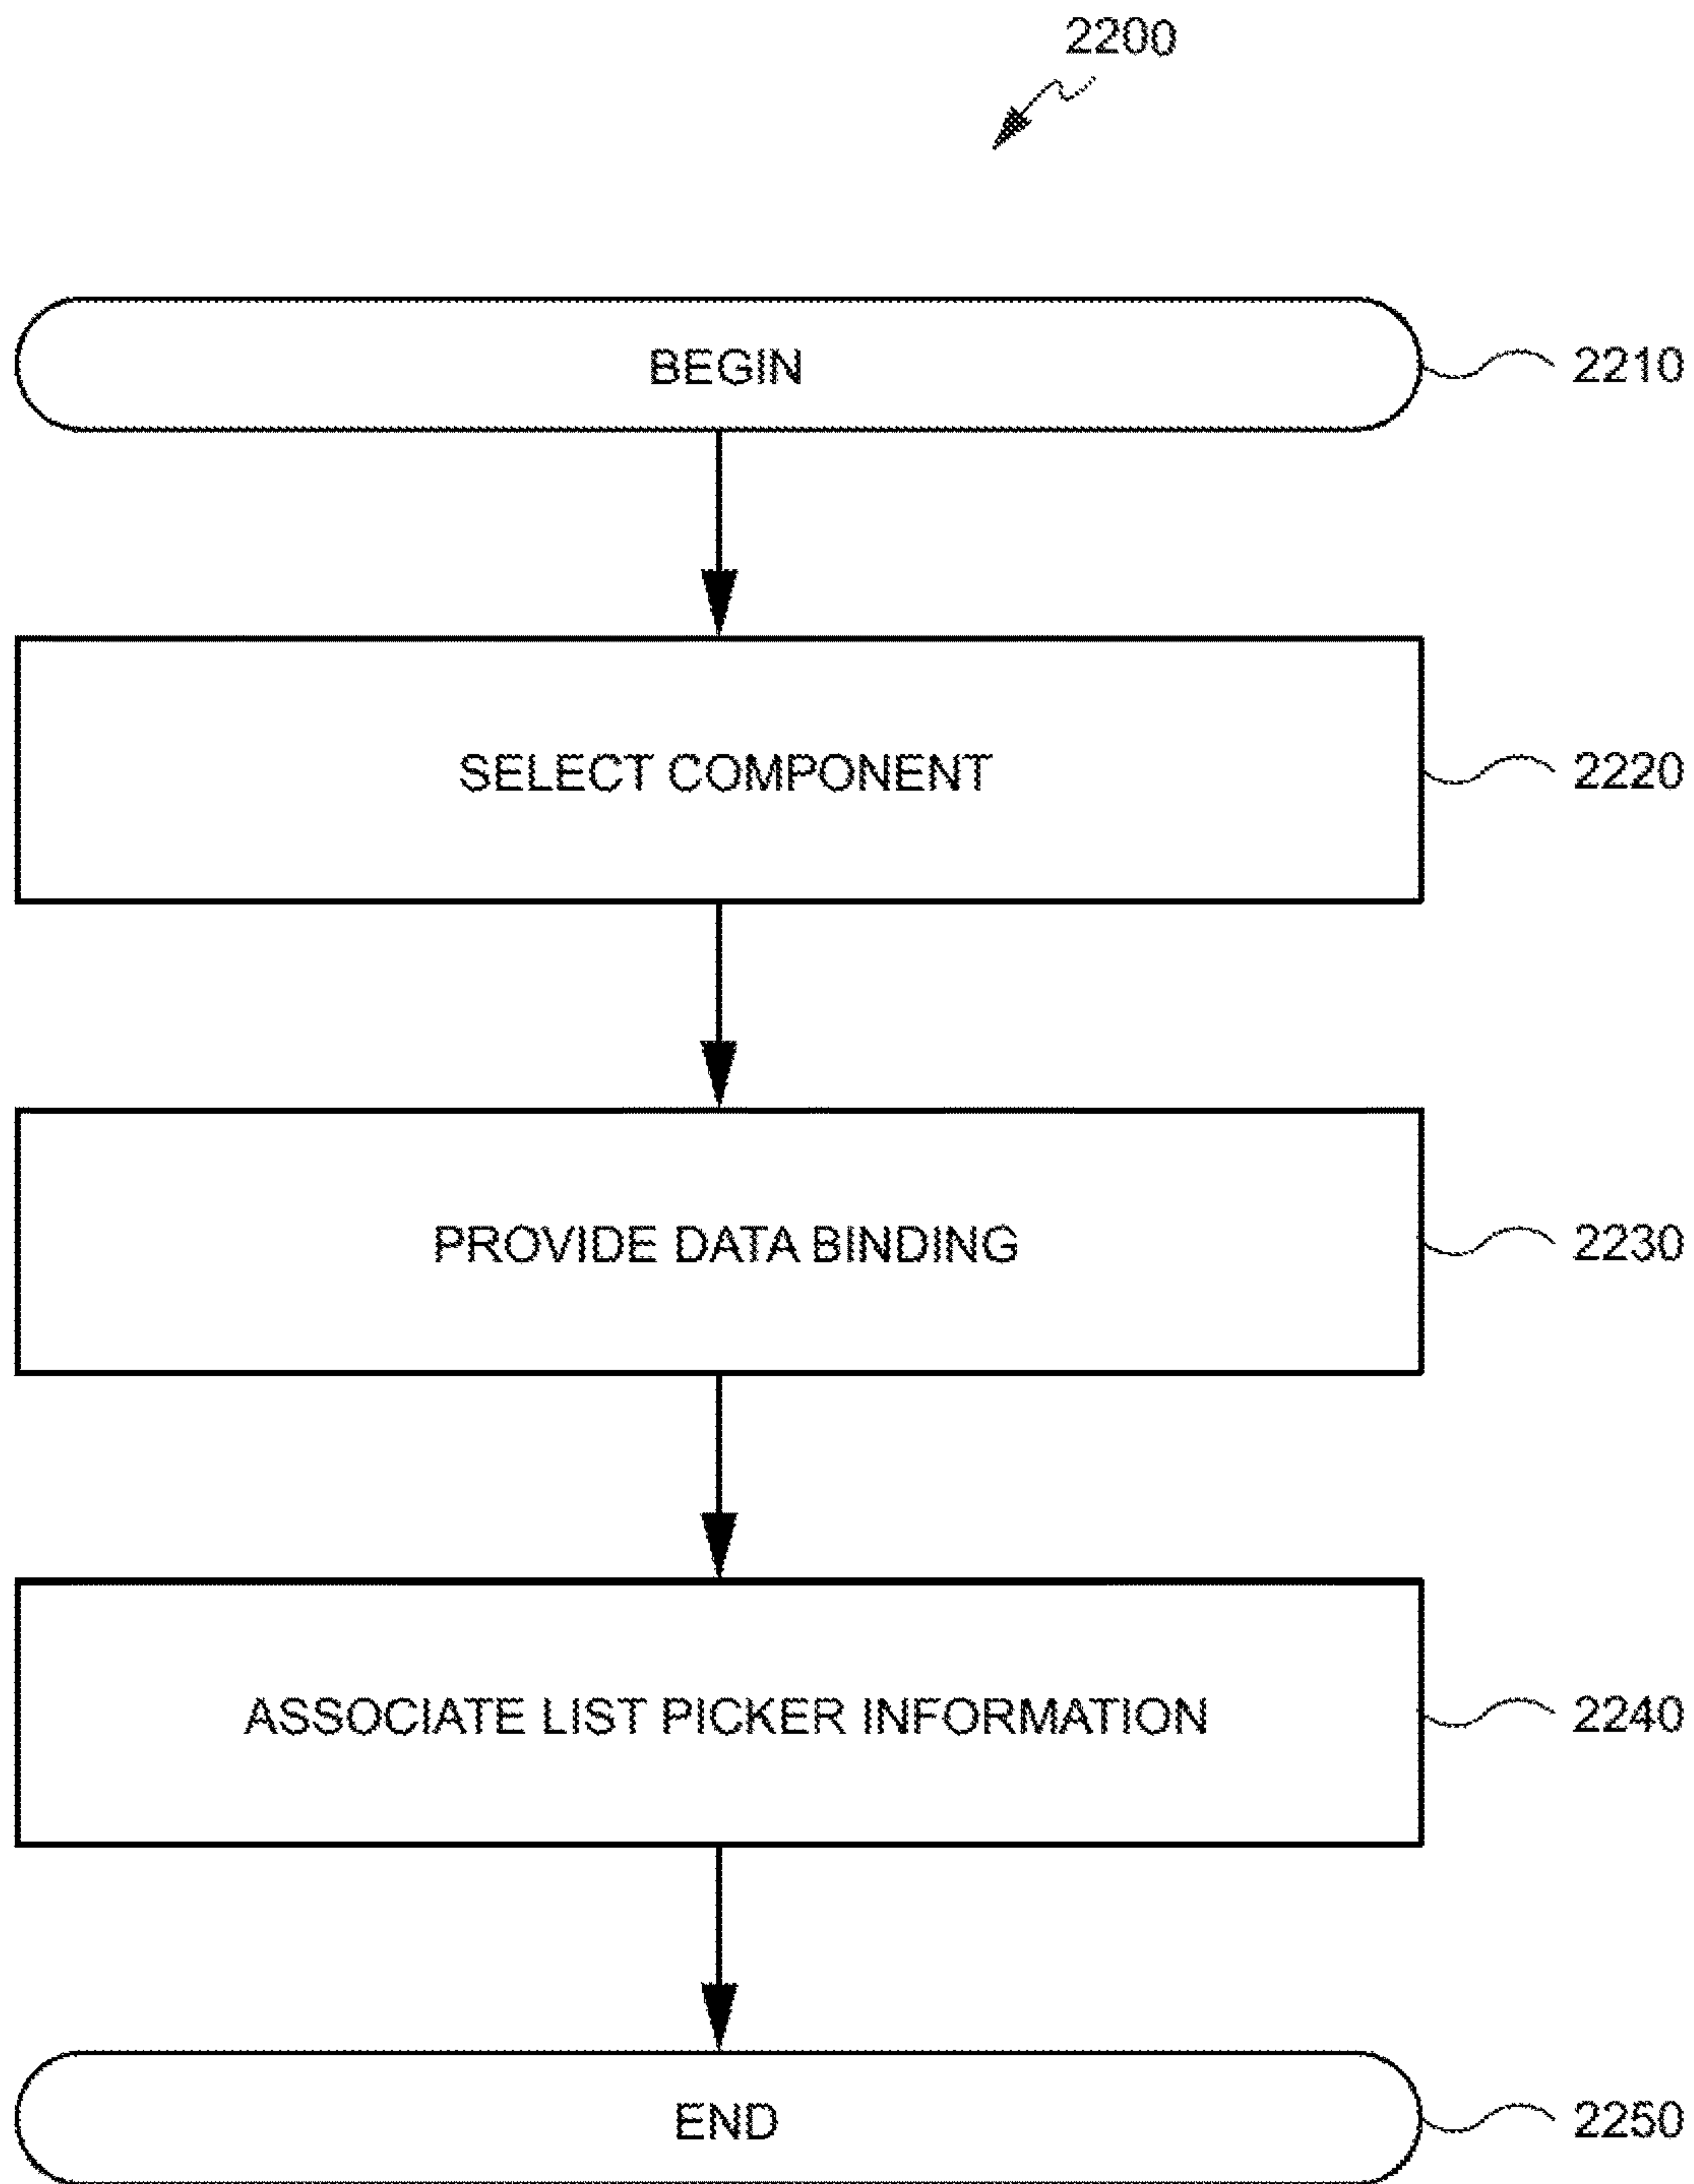 2200
BEGIN
2210
SELECT COMPONENT
2220
PROVIDE DATA BINDING
2230
ASSOCIATE LIST PICKER INFORMATION
2240
END
2250